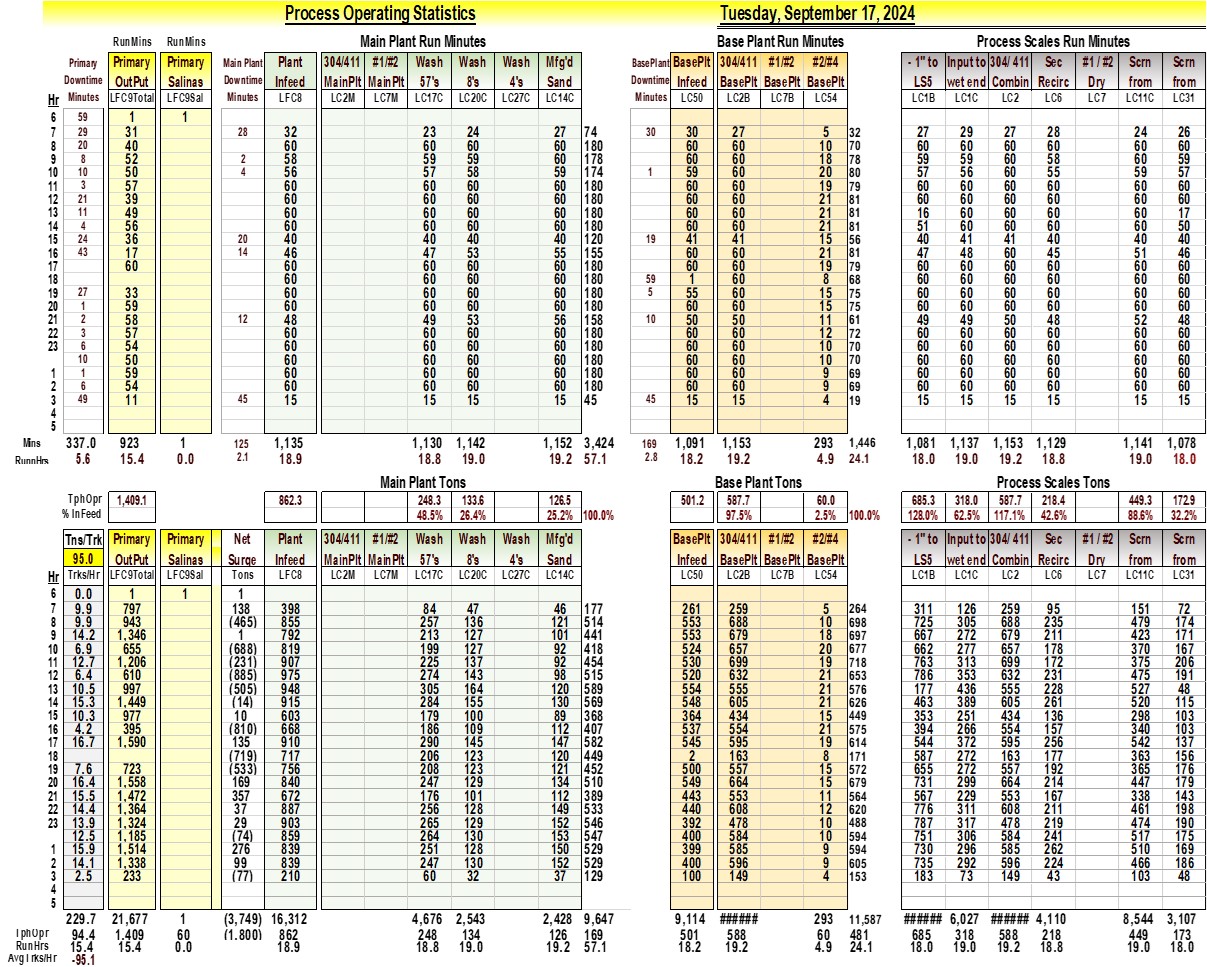 Process Operating Statistics Tuesday, September 17, 2024
RunMins RunMins Main Plant Run Minutes Base Plant Run Minutes Process Scales Run Minutes
Primary Primary Primary Main Plant Plant 304/411 #1/#2 Wash Wash Wash Mfg'd BasePlant BasePlt 304/411 #1/#2 #2/#4 - 1" to Input to 304/ 411 Sec #1 / #2 Scrn Scrn
Downtime OutPut Salinas Downtime Infeed MainPlt MainPlt 57's 8's 4's Sand Downtime Infeed BasePlt BasePlt BasePlt LS5 wet end Combin Recirc Dry from from
Hr Minutes LFC9Total LFC9Sal Minutes LFC8 LC2M LC7M LC17C LC20C LC27C LC14C Minutes LC50 LC2B LC7B LC54 LC1B LC1C LC2 LC6 LC7 LC11C LC31
6 59 1 1
7 29 31 28 32 23 24 27 74 30 30 27 5 32 27 29 27 28 24 26
8 20 40 60 60 60 60 180 60 60 10 70 60 60 60 60 60 60
9 8 52 2 58 59 59 60 178 60 60 18 78 59 59 60 58 60 59
10 10 50 4 56 57 58 59 174 1 59 60 20 80 57 56 60 55 59 57
11 3 57 60 60 60 60 180 60 60 19 79 60 60 60 60 60 60
12 21 39 60 60 60 60 180 60 60 21 81 60 60 60 60 60 60
13 11 49 60 60 60 60 180 60 60 21 81 16 60 60 60 60 17
14 4 56 60 60 60 60 180 60 60 21 81 51 60 60 60 60 50
15 24 36 20 40 40 40 40 120 19 41 41 15 56 40 41 41 40 40 40
16 43 17 14 46 46 53 55 155 60 60 21 81 47 48 60 45 51 46
17 60 60 60 60 60 180 60 60 19 79 60 60 60 60 60 60
18 60 60 60 60 180 59 1 60 8 68 60 60 60 60 60 60
19 27 33 60 60 60 60 180 5 55 60 15 75 60 60 60 60 60 60
20 1 59 60 60 60 60 180 60 60 15 75 60 60 60 60 60 60
21 2 58 12 48 49 53 56 158 10 50 50 11 61 49 49 50 48 52 48
22 3 57 60 60 60 60 180 60 60 12 72 60 60 60 60 60 60
23 6 54 60 60 60 60 180 60 60 10 70 60 60 60 60 60 60
10 50 60 60 60 60 180 60 60 10 70 60 60 60 60 60 60
1 1 59 60 60 60 60 180 60 60 9 69 60 60 60 60 60 60
2 6 54 60 60 60 60 180 60 60 9 69 60 60 60 60 60 60
3 49 11 45 15 15 15 15 45 45 15 15 4 19 15 15 15 15 15 15
4
5
Mins 337.0 923 1 125 1,135 1,130 1,142 1,152 3,424 169 1,091 1,153 293 1,446 1,081 1,137 1,153 1,129 1,141 1,078
RunnHrs 5.6 15.4 0.0 2.1 18.9 18.8 19.0 19.2 57.1 2.8 18.2 19.2 4.9 24.1 18.0 19.0 19.2 18.8 19.0 18.0
Main Plant Tons Base Plant Tons Process Scales Tons
TphOpr 1,409.1 862.3 248.3 133.6 126.5 501.2 587.7 60.0 685.3 318.0 587.7 218.4 449.3 172.9
% InFeed 48.5% 26.4% 25.2% 100.0% 97.5% 2.5% 100.0% 128.0% 62.5% 117.1% 42.6% 88.6% 32.2%
Tns/Trk Primary Primary Net Plant 304/411 #1/#2 Wash Wash Wash Mfg'd BasePlt 304/411 #1/#2 #2/#4 - 1" to Input to 304/ 411 Sec #1 / #2 Scrn Scrn
95.0 OutPut Salinas Surge Infeed MainPlt MainPlt 57's 8's 4's Sand Infeed BasePlt BasePlt BasePlt LS5 wet end Combin Recirc Dry from from
Hr Trks/Hr LFC9Total LFC9Sal Tons LFC8 LC2M LC7M LC17C LC20C LC27C LC14C LC50 LC2B LC7B LC54 LC1B LC1C LC2 LC6 LC7 LC11C LC31
6 0.0 1 1 1
7 9.9 797 138 398 84 47 46 177 261 259 5 264 311 126 259 95 151 72
8 9.9 943 (465) 855 257 136 121 514 553 688 10 698 725 305 688 235 479 174
9 14.2 1,346 1 792 213 127 101 441 553 679 18 697 667 272 679 211 423 171
10 6.9 655 (688) 819 199 127 92 418 524 657 20 677 662 277 657 178 370 167
11 12.7 1,206 (231) 907 225 137 92 454 530 699 19 718 763 313 699 172 375 206
12 6.4 610 (885) 975 274 143 98 515 520 632 21 653 786 353 632 231 475 191
13 10.5 997 (505) 948 305 164 120 589 554 555 21 576 177 436 555 228 527 48
14 15.3 1,449 (14) 915 284 155 130 569 548 605 21 626 463 389 605 261 520 115
15 10.3 977 10 603 179 100 89 368 364 434 15 449 353 251 434 136 298 103
16 4.2 395 (810) 668 186 109 112 407 537 554 21 575 394 266 554 157 340 103
17 16.7 1,590 135 910 290 145 147 582 545 595 19 614 544 372 595 256 542 137
18 (719) 717 206 123 120 449 2 163 8 171 587 272 163 177 363 156
19 7.6 723 (533) 756 208 123 121 452 500 557 15 572 655 272 557 192 365 176
20 16.4 1,558 169 840 247 129 134 510 549 664 15 679 731 299 664 214 447 179
21 15.5 1,472 357 672 176 101 112 389 443 553 11 564 567 229 553 167 338 143
22 14.4 1,364 37 887 256 128 149 533 440 608 12 620 776 311 608 211 461 198
23 13.9 1,324 29 903 265 129 152 546 392 478 10 488 787 317 478 219 474 190
12.5 1,185 (74) 859 264 130 153 547 400 584 10 594 751 306 584 241 517 175
1 15.9 1,514 276 839 251 128 150 529 399 585 9 594 730 296 585 262 510 169
2 14.1 1,338 99 839 247 130 152 529 400 596 9 605 735 292 596 224 466 186
3 2.5 233 (77) 210 60 32 37 129 100 149 4 153 183 73 149 43 103 48
4
5
229.7 21,677 1 (3,749) 16,312 4,676 2,543 2,428 9,647 9,114 ###### 293 11,587 ###### 6,027 ###### 4,110 8,544 3,107
TphOpr 94.4 1,409 60 (1,800) 862 248 134 126 169 501 588 60 481 685 318 588 218 449 173
RunHrs 15.4 15.4 0.0 18.9 18.8 19.0 19.2 57.1 18.2 19.2 4.9 24.1 18.0 19.0 19.2 18.8 19.0 18.0
Avg Trks/Hr -95.1